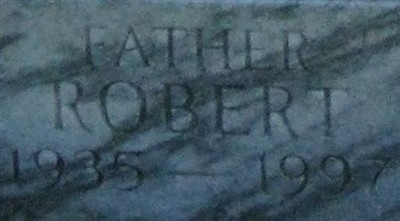 FATHER
ROBERT
1935 — 1997